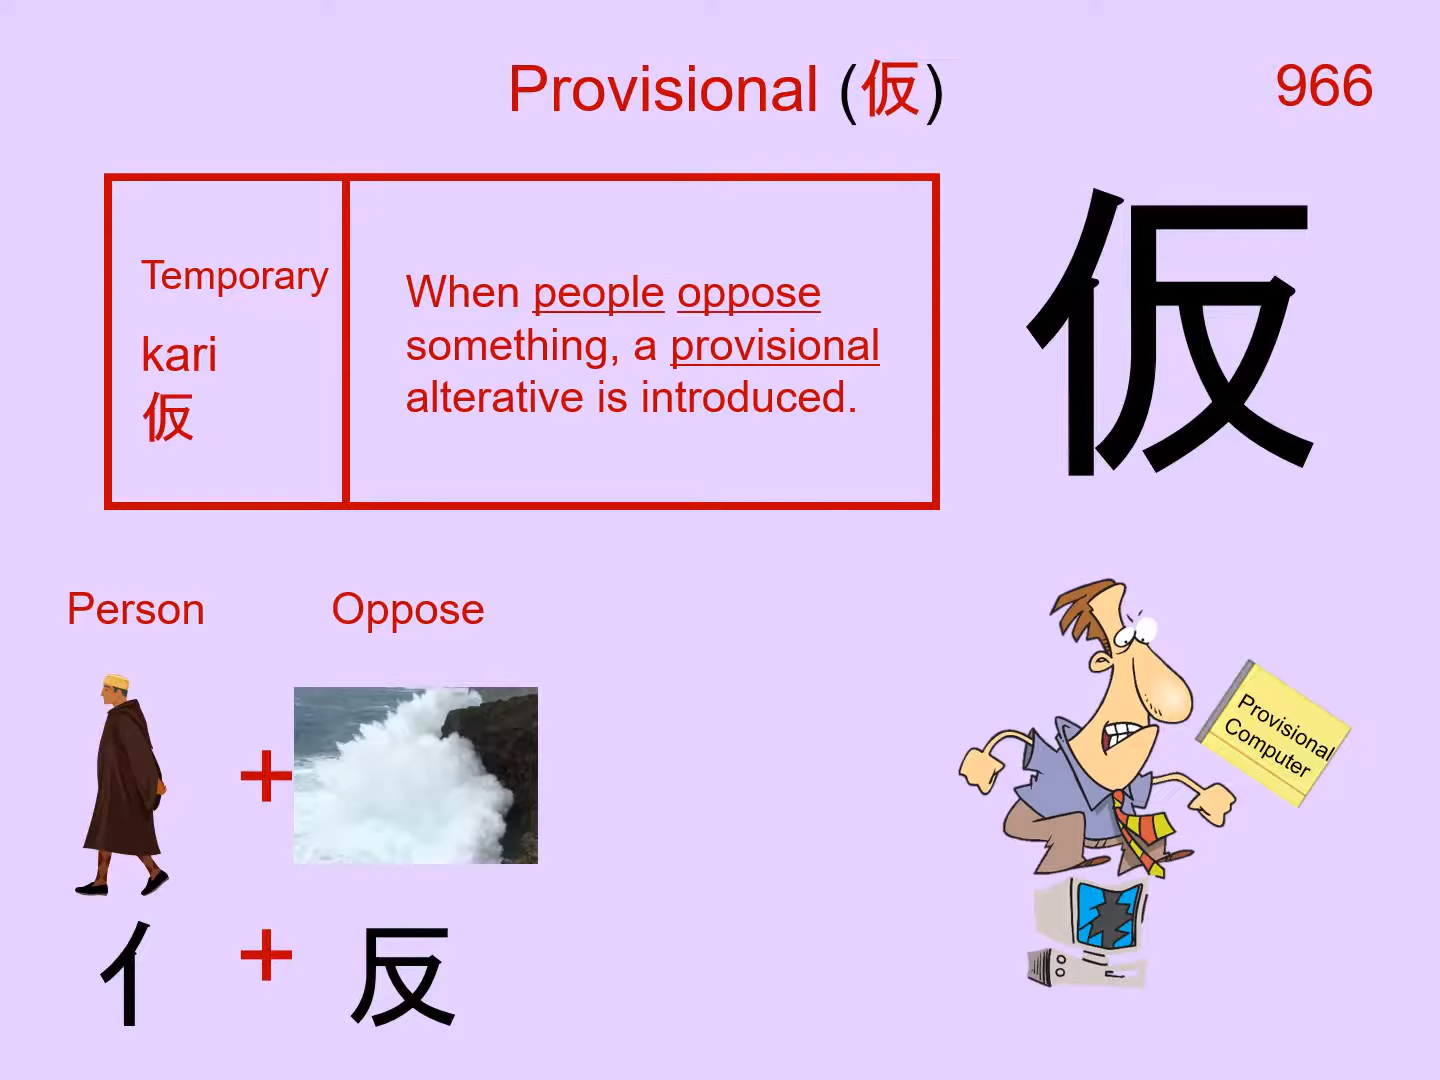 Provisional (仮)
966
Temporary
kari
仮
When people oppose
something, a provisional
alterative is introduced.
仮
Person
Oppose
+
亻
+
反
Provisional
Computer